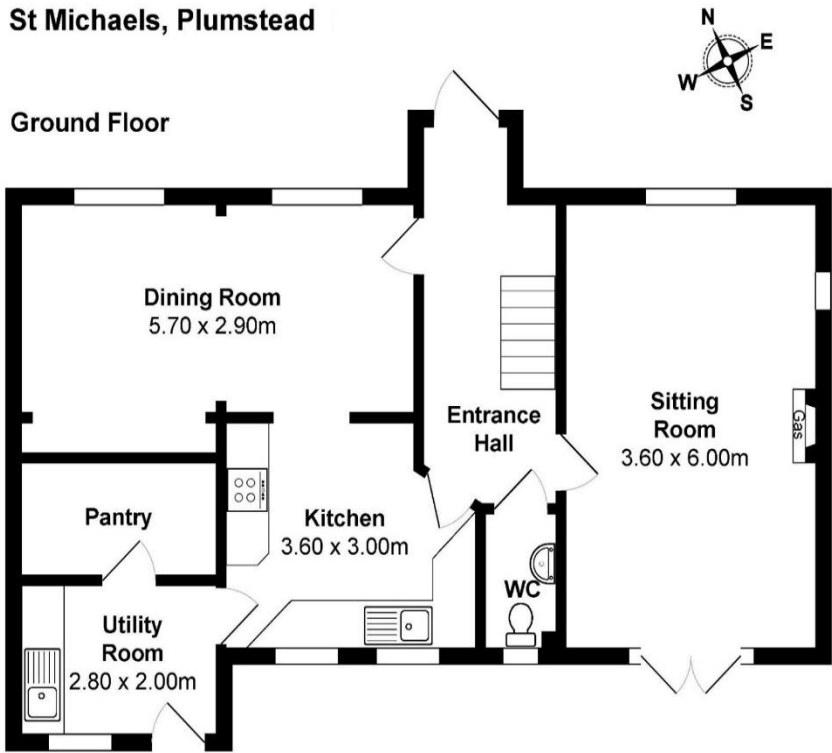 St Michaels, Plumstead
N
E
W
S
Ground Floor
Dining Room
5.70 x 2.90m
Entrance
Hall
Sitting
Room
3.60 x 6.00m
Gas
Pantry
Kitchen
3.60 x 3.00m
WC
Utility
Room
2.80 x 2.00m